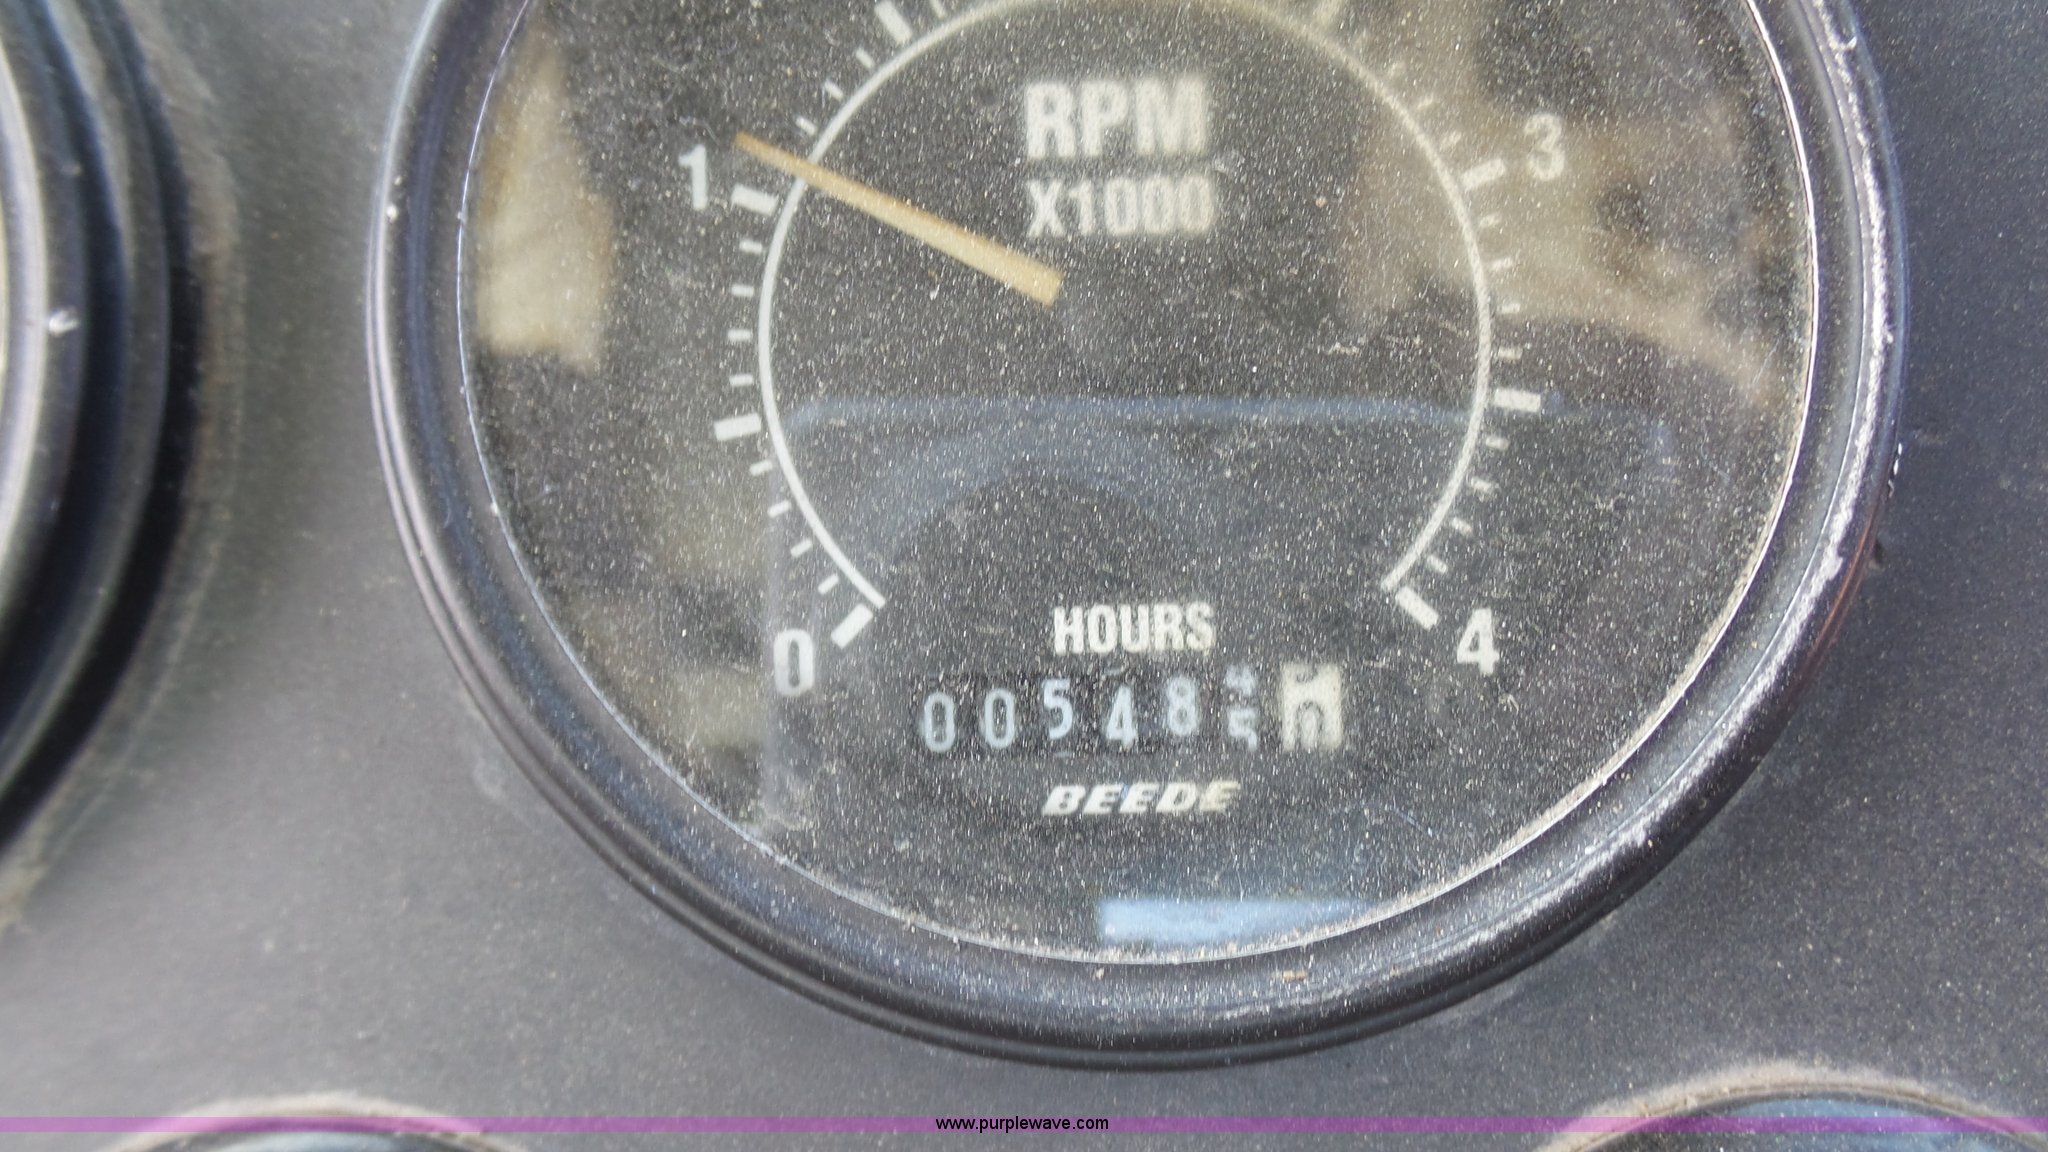 RPM
X1000
1
3
0
4
HOURS
00548
BEEDE
www.purplewave.com